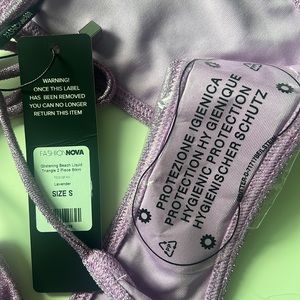 WARNING!
ONCE THIS LABEL
HAS BEEN REMOVED
YOU CAN NO LONGER
RETURN THIS ITEM
FASHION NOVA
Glistening Beach Liquid
Triangle 2 Piece Bikini
Lavender
SIZE S
PROTEZIONE IGIENICA
PROTECTION HYGIENIQUE
HYGIENIC PROTECTION
HYGIENISCHER SCHUTZ